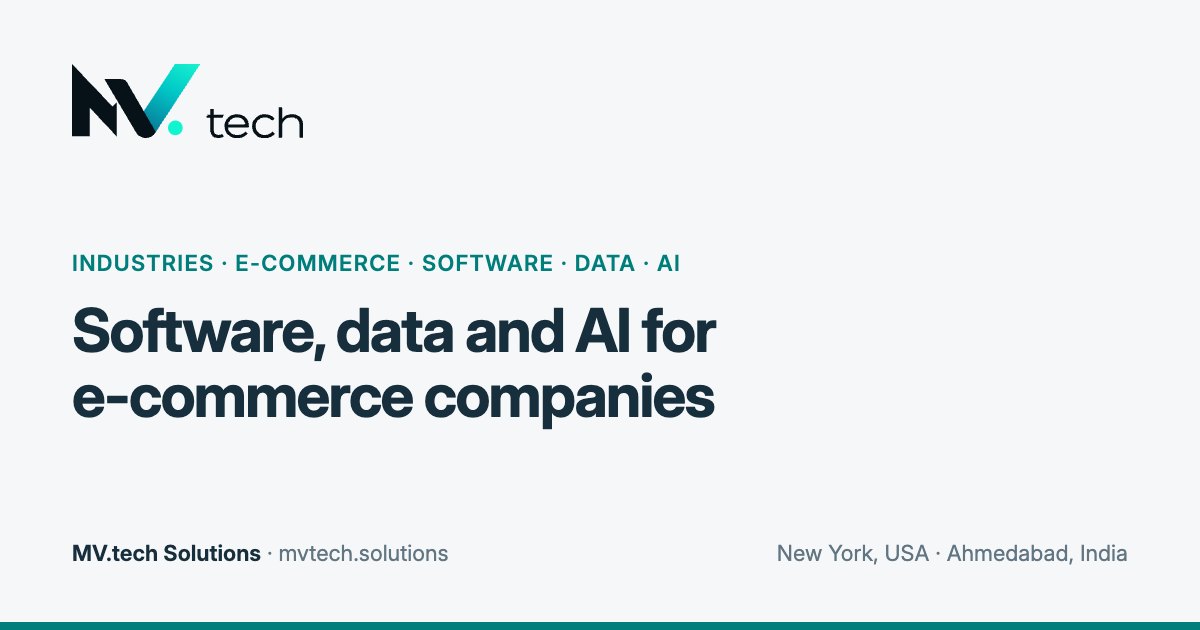 MV. tech
INDUSTRIES · E-COMMERCE · SOFTWARE · DATA · AI
Software, data and AI for
e-commerce companies
MV.tech Solutions · mvtech.solutions
New York, USA · Ahmedabad, India